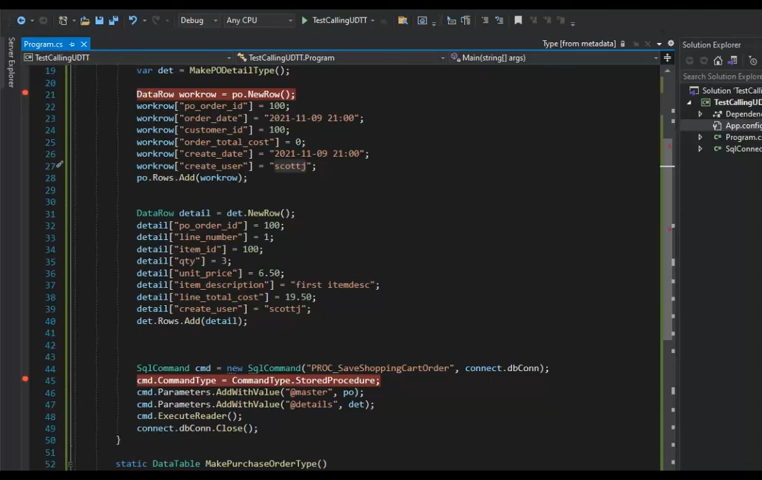 Debug
Any CPU
TestCallingUDTT
Program.cs
Type [from metadata]
Solution Explorer
TestCallingUDTT
TestCallingUDTT.Program
Main(string[] args)
Server Explorer
Search Solution Explorer
Solution 'TestCalli
TestCallingUD
Dependen
App.config
Program.c
SqlConnec
19 var det = MakePODetailType();
20
21 DataRow workrow = po.NewRow();
22 workrow["po_order_id"] = 100;
23 workrow["order_date"] = "2021-11-09 21:00";
24 workrow["customer_id"] = 100;
25 workrow["order_total_cost"] = 0;
26 workrow["create_date"] = "2021-11-09 21:00";
27 workrow["create_user"] = "scottj";
28 po.Rows.Add(workrow);
29
30
31 DataRow detail = det.NewRow();
32 detail["po_order_id"] = 100;
33 detail["line_number"] = 1;
34 detail["item_id"] = 100;
35 detail["qty"] = 3;
36 detail["unit_price"] = 6.50;
37 detail["item_description"] = "first itemdesc";
38 detail["line_total_cost"] = 19.50;
39 detail["create_user"] = "scottj";
40 det.Rows.Add(detail);
41
42
43
44 SqlCommand cmd = new SqlCommand("PROC_SaveShoppingCartOrder", connect.dbConn);
45 cmd.CommandType = CommandType.StoredProcedure;
46 cmd.Parameters.AddWithValue("@master", po);
47 cmd.Parameters.AddWithValue("@details", det);
48 cmd.ExecuteReader();
49 connect.dbConn.Close();
50 }
51
52 static DataTable MakePurchaseOrderType()